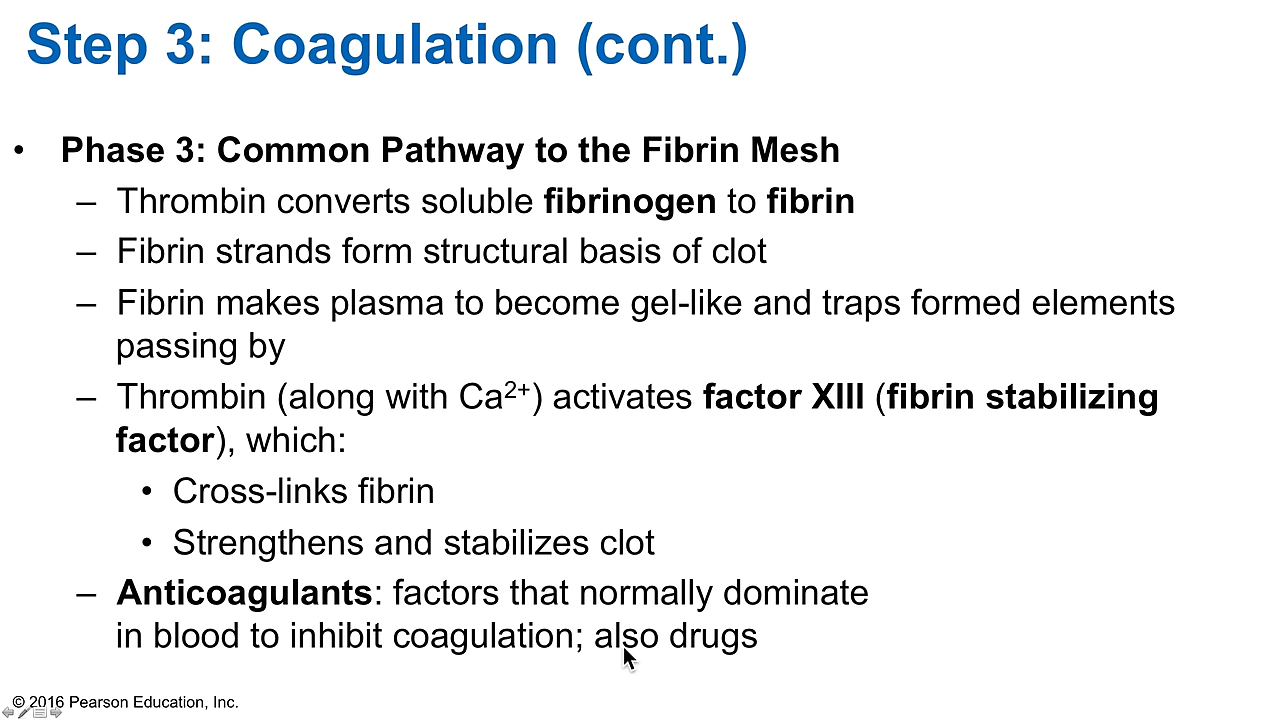 Step 3: Coagulation (cont.)
• Phase 3: Common Pathway to the Fibrin Mesh
– Thrombin converts soluble fibrinogen to fibrin
– Fibrin strands form structural basis of clot
– Fibrin makes plasma to become gel-like and traps formed elements
passing by
– Thrombin (along with Ca²⁺) activates factor XIII (fibrin stabilizing
factor), which:
• Cross-links fibrin
• Strengthens and stabilizes clot
– Anticoagulants: factors that normally dominate
in blood to inhibit coagulation; also drugs
© 2016 Pearson Education, Inc.